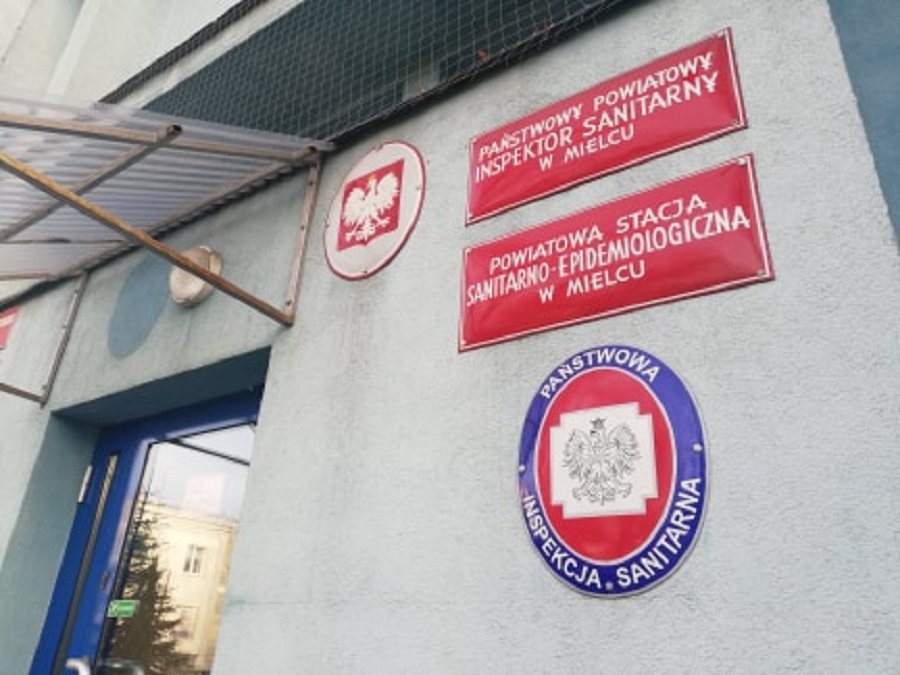 PAŃSTWOWY POWIATOWY
INSPEKTOR SANITARNY
W MIELCU
POWIATOWA STACJA
SANITARNO-EPIDEMIOLOGICZNA
W MIELCU
PAŃSTWOWA
INSPEKCJA SANITARNA